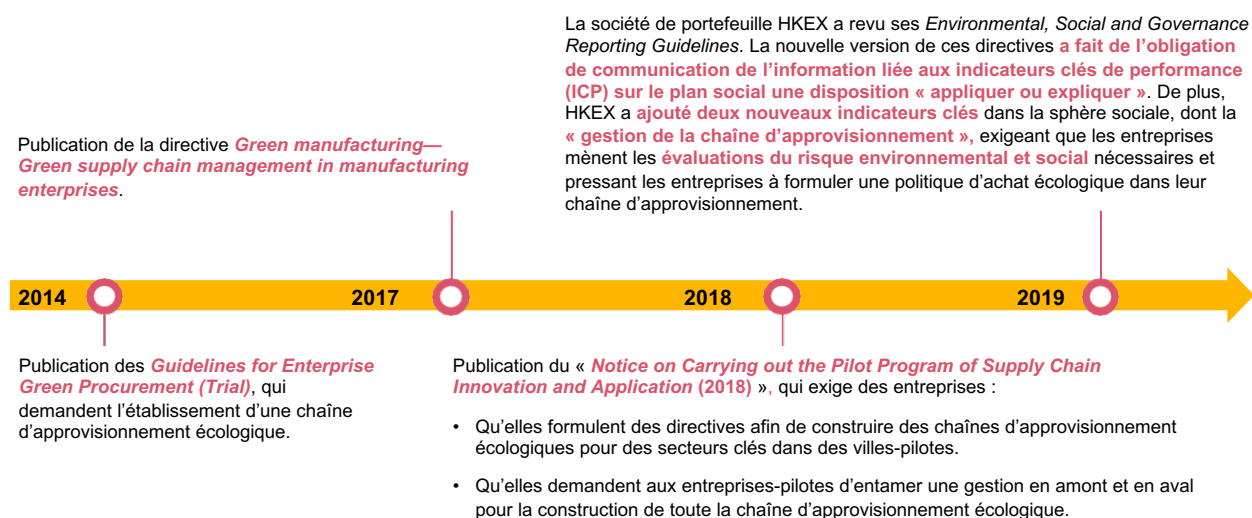 La société de portefeuille HKEX a revu ses Environmental, Social and Governance
Reporting Guidelines. La nouvelle version de ces directives a fait de l’obligation
de communication de l’information liée aux indicateurs clés de performance
(ICP) sur le plan social une disposition « appliquer ou expliquer ». De plus,
HKEX a ajouté deux nouveaux indicateurs clés dans la sphère sociale, dont la
« gestion de la chaîne d’approvisionnement », exigeant que les entreprises
mènent les évaluations du risque environnemental et social nécessaires et
pressant les entreprises à formuler une politique d’achat écologique dans leur
chaîne d’approvisionnement.
Publication de la directive Green manufacturing—
Green supply chain management in manufacturing
enterprises.
2014
2017
2018
2019
Publication des Guidelines for Enterprise
Green Procurement (Trial), qui
demandent l’établissement d’une chaîne
d’approvisionnement écologique.
Publication du « Notice on Carrying out the Pilot Program of Supply Chain
Innovation and Application (2018) », qui exige des entreprises :
• Qu’elles formulent des directives afin de construire des chaînes d’approvisionnement
écologiques pour des secteurs clés dans des villes-pilotes.
• Qu’elles demandent aux entreprises-pilotes d’entamer une gestion en amont et en aval
pour la construction de toute la chaîne d’approvisionnement écologique.